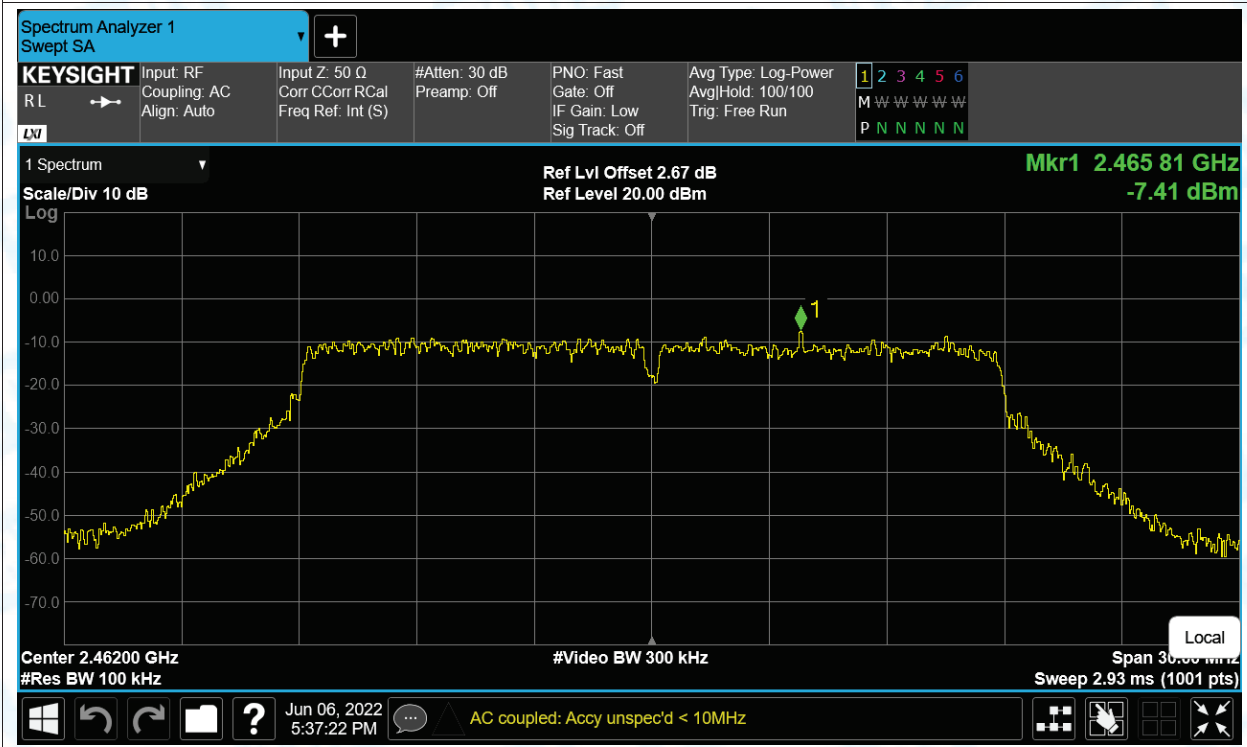 Spectrum Analyzer 1
Swept SA
KEYSIGHT
R L
LXI
Input: RF
Coupling: AC
Align: Auto
Input Z: 50 Ω
Corr CCorr RCal
Freq Ref: Int (S)
#Atten: 30 dB
Preamp: Off
PNO: Fast
Gate: Off
IF Gain: Low
Sig Track: Off
Avg Type: Log-Power
Avg|Hold: 100/100
Trig: Free Run
1 2 3 4 5 6
M W W W W W
P N N N N N
1 Spectrum
Scale/Div 10 dB
Log
Ref Lvl Offset 2.67 dB
Ref Level 20.00 dBm
Mkr1 2.465 81 GHz
-7.41 dBm
10.0
0.00
-10.0
-20.0
-30.0
-40.0
-50.0
-60.0
-70.0
1
Local
Center 2.46200 GHz
#Video BW 300 kHz
Span 30.00 MHz
#Res BW 100 kHz
Sweep 2.93 ms (1001 pts)
?
Jun 06, 2022
5:37:22 PM
AC coupled: Accy unspec'd < 10MHz